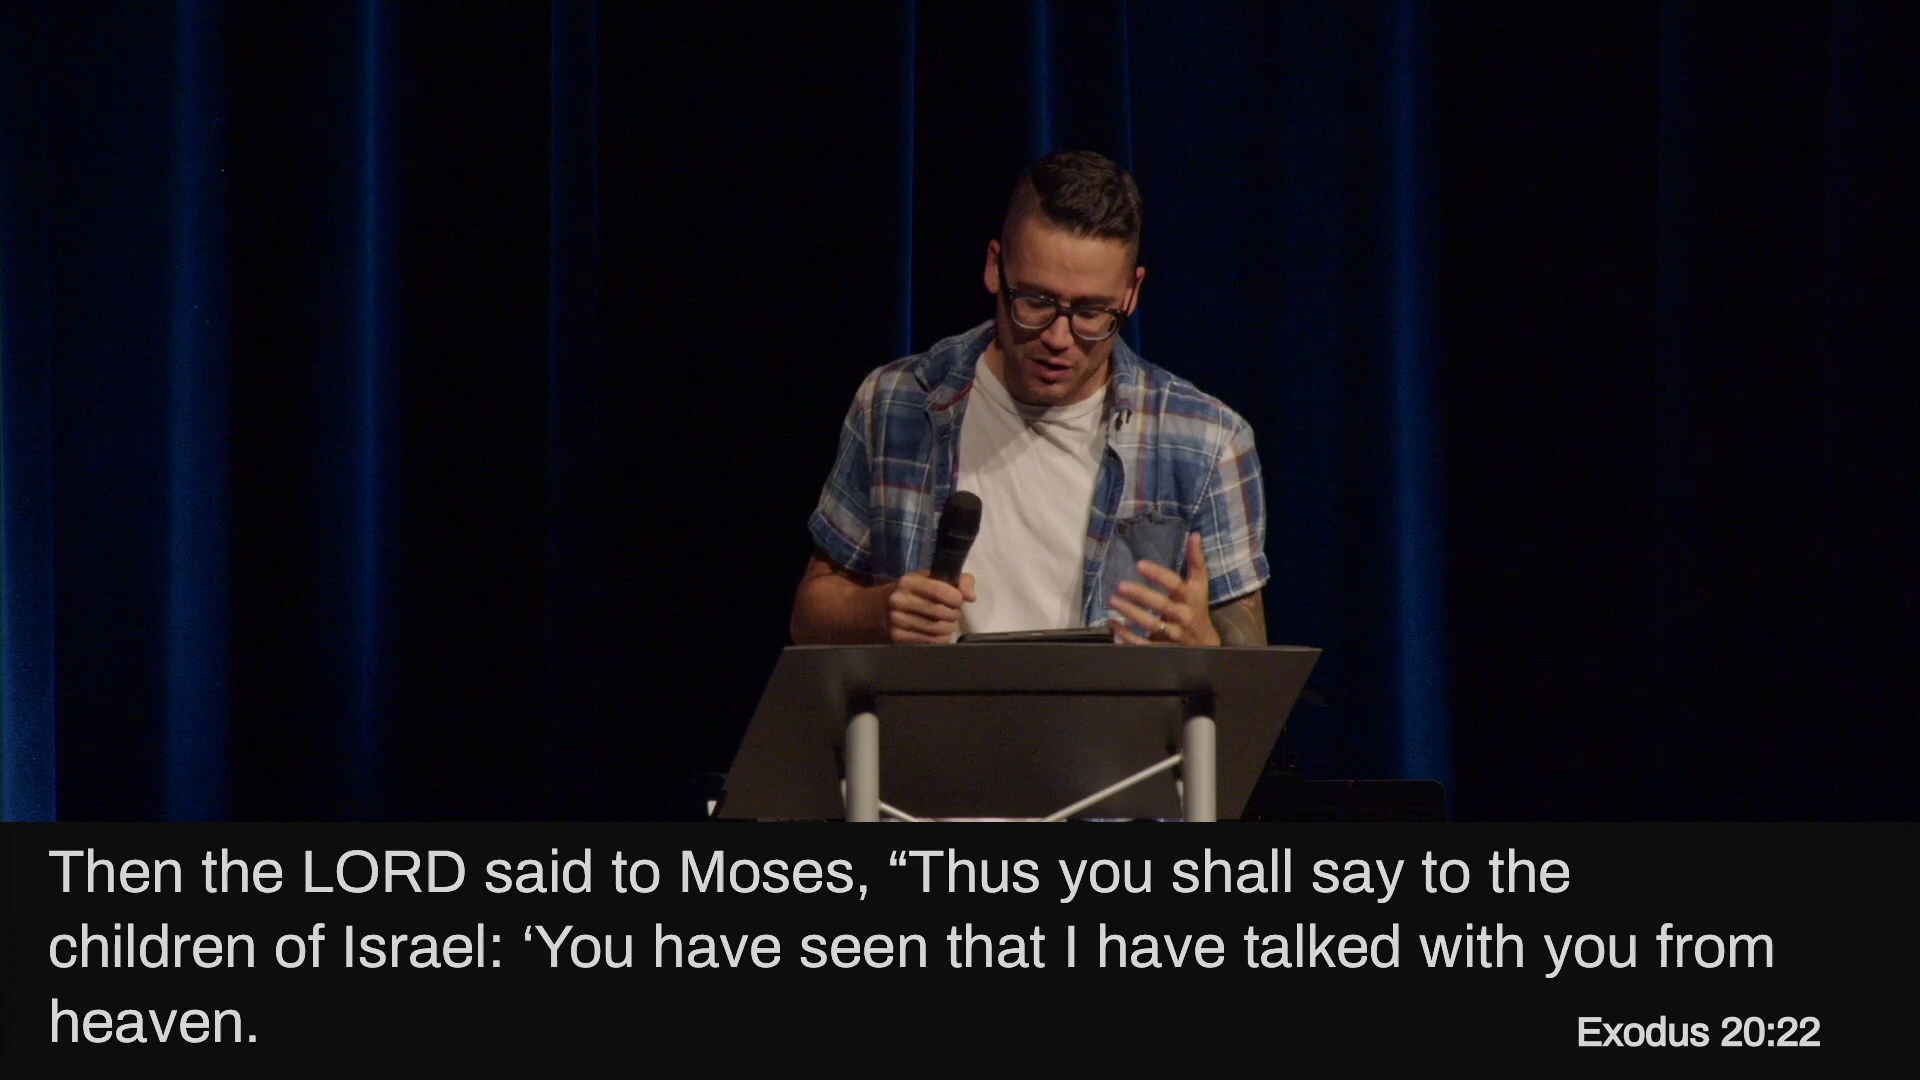 Then the LORD said to Moses, “Thus you shall say to the
children of Israel: ‘You have seen that I have talked with you from
heaven.
Exodus 20:22